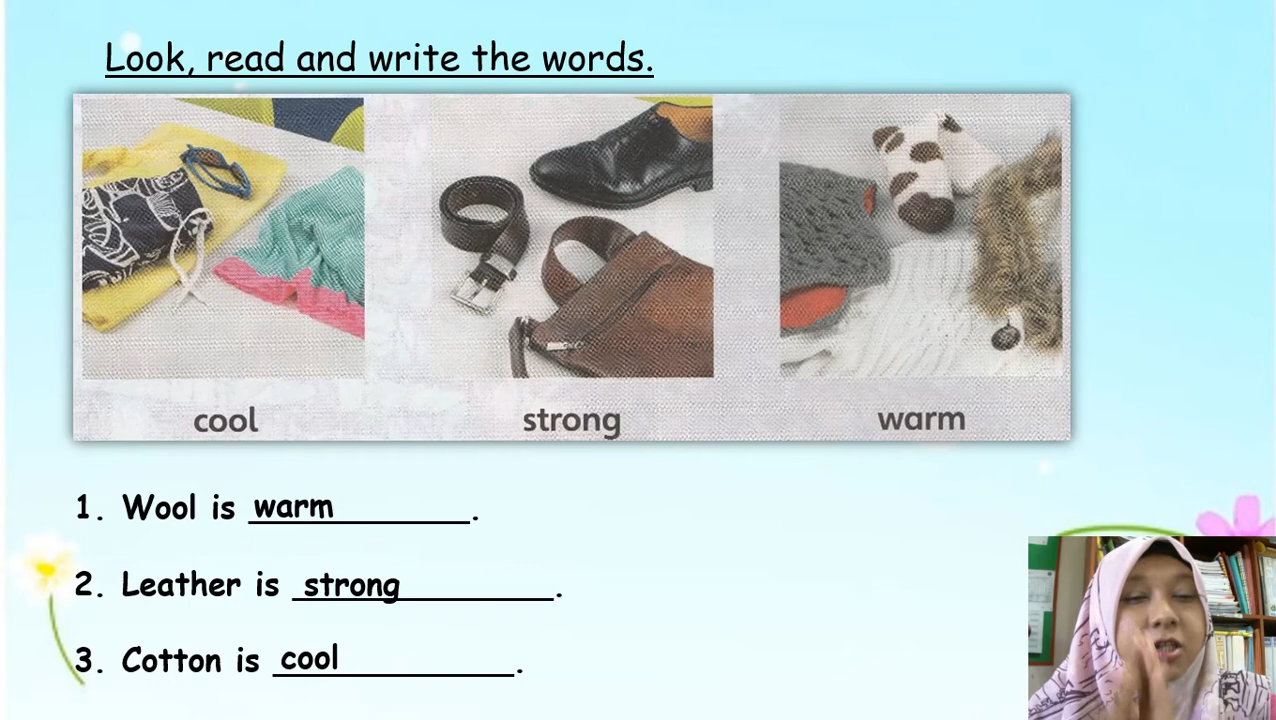 Look, read and write the words.
cool strong warm
1. Wool is warm.
2. Leather is strong.
3. Cotton is cool.